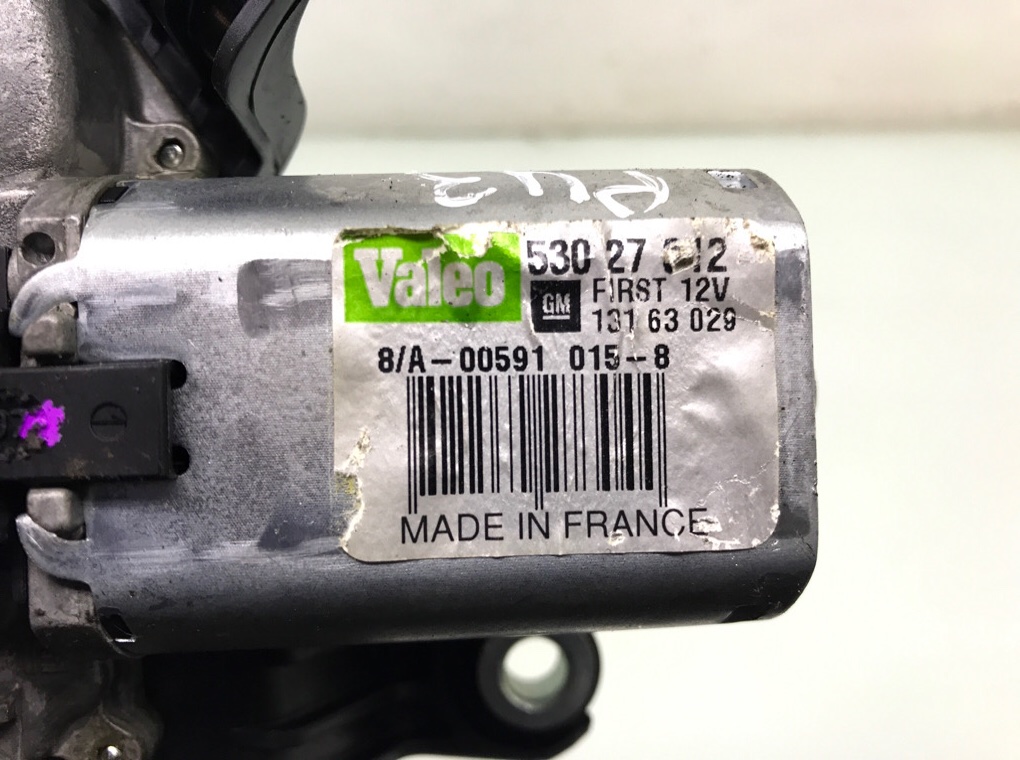 Valeo
530 27
FIRST 12V
GM
131 63 029
8/A-00591 015-8
MADE IN FRANCE